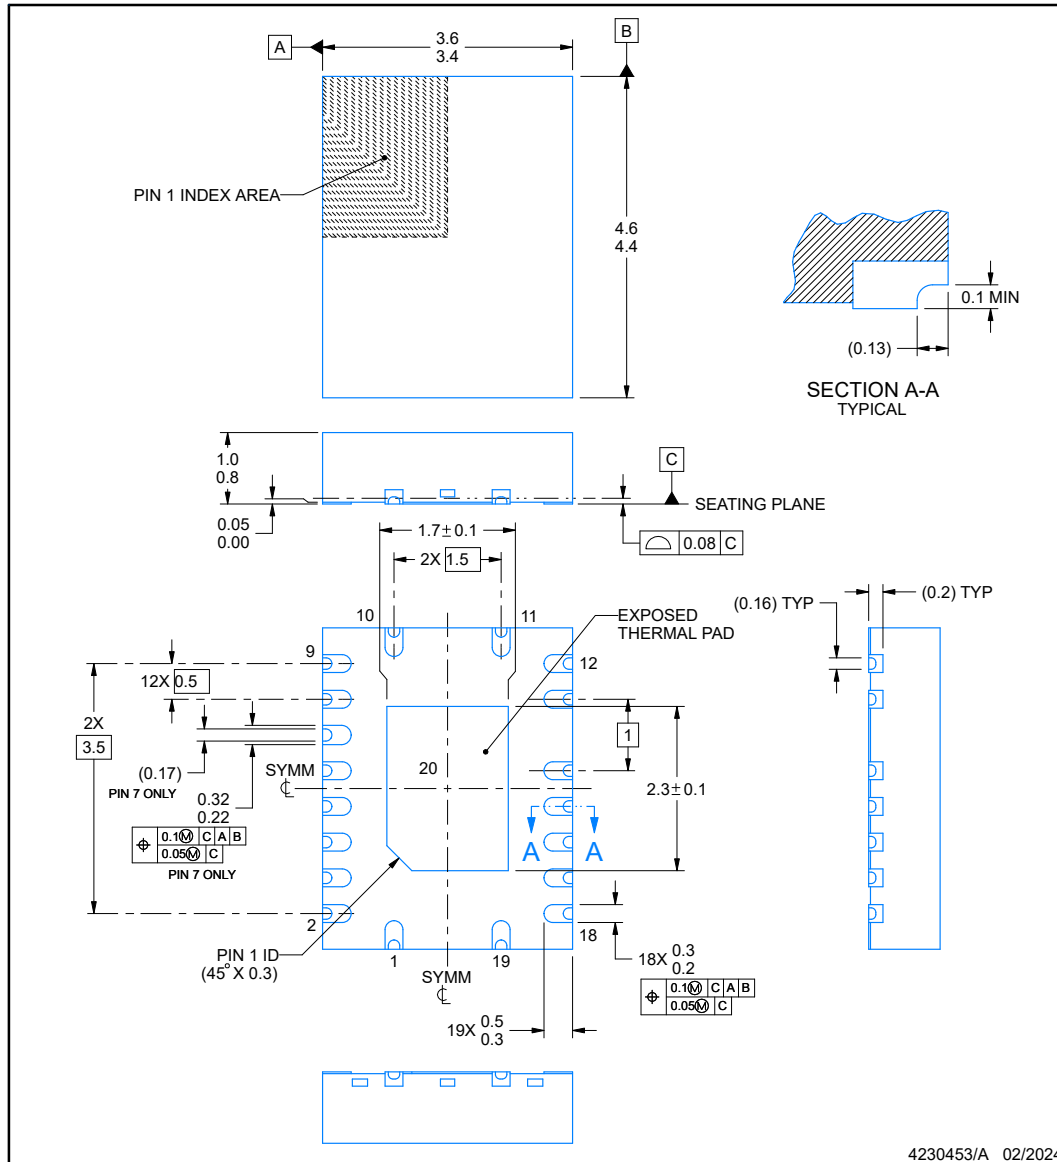 A
3.6
3.4
B
PIN 1 INDEX AREA
4.6
4.4
0.1 MIN
(0.13)
SECTION A-A
TYPICAL
1.0
0.8
C
SEATING PLANE
0.05
0.00
0.08 C
1.7±0.1
2X 1.5
(0.16) TYP
(0.2) TYP
10
11
EXPOSED
THERMAL PAD
9
12
12X 0.5
2X
3.5
1
(0.17)
PIN 7 ONLY
SYMM
20
2.3±0.1
0.32
0.22
0.1Ⓜ C A B
0.05Ⓜ C
PIN 7 ONLY
A A
2
18
PIN 1 ID
(45° X 0.3)
1
19
SYMM
18X 0.3
0.2
0.1Ⓜ C A B
0.05Ⓜ C
19X 0.5
0.3
4230453/A 02/2024